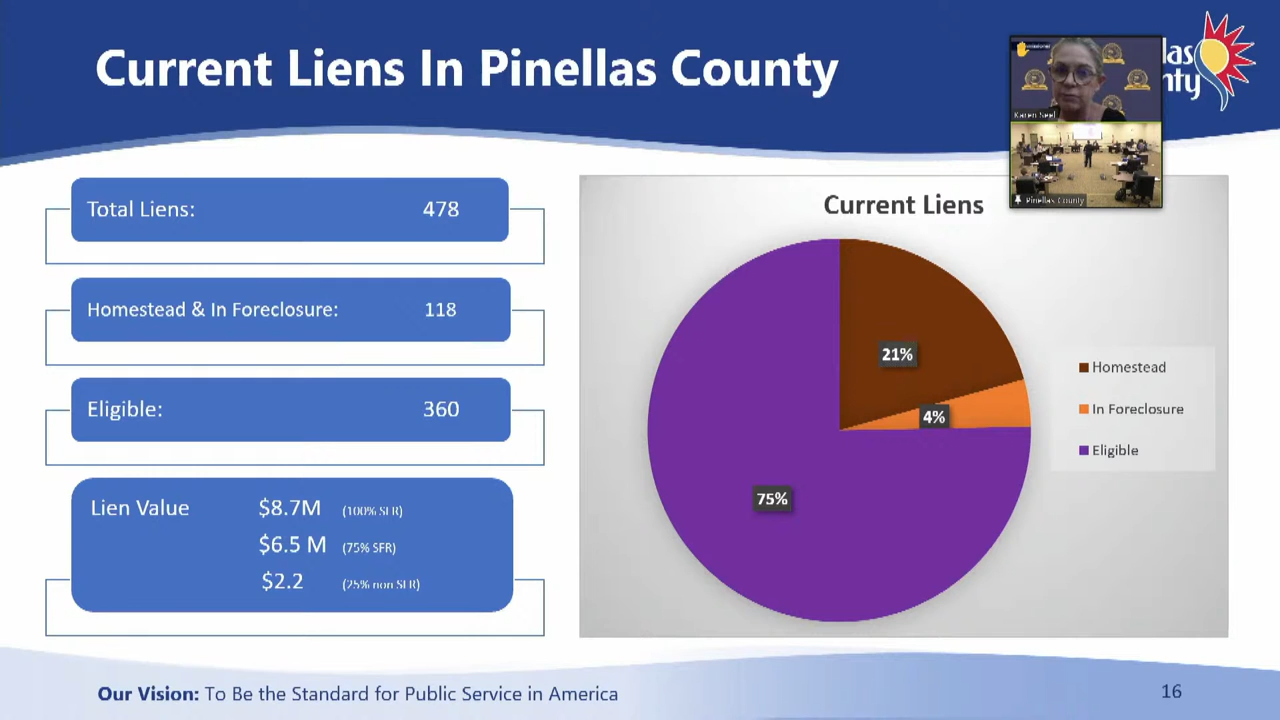 Current Liens In Pinellas County
Karen Seel
Pinellas County
Total Liens: 478
Homestead & In Foreclosure: 118
Eligible: 360
Lien Value $8.7M (100% SFR)
$6.5 M (75% SFR)
$2.2 (25% non SFR)
Current Liens
21%
4%
75%
Homestead
In Foreclosure
Eligible
Our Vision: To Be the Standard for Public Service in America
16